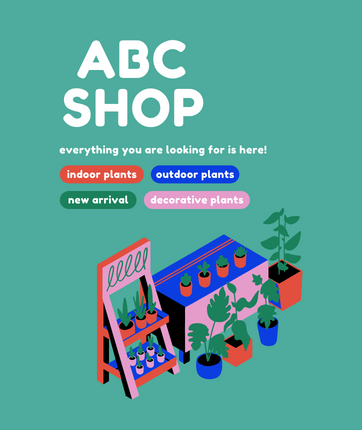 ABC
SHOP
everything you are looking for is here!
indoor plants
outdoor plants
new arrival
decorative plants